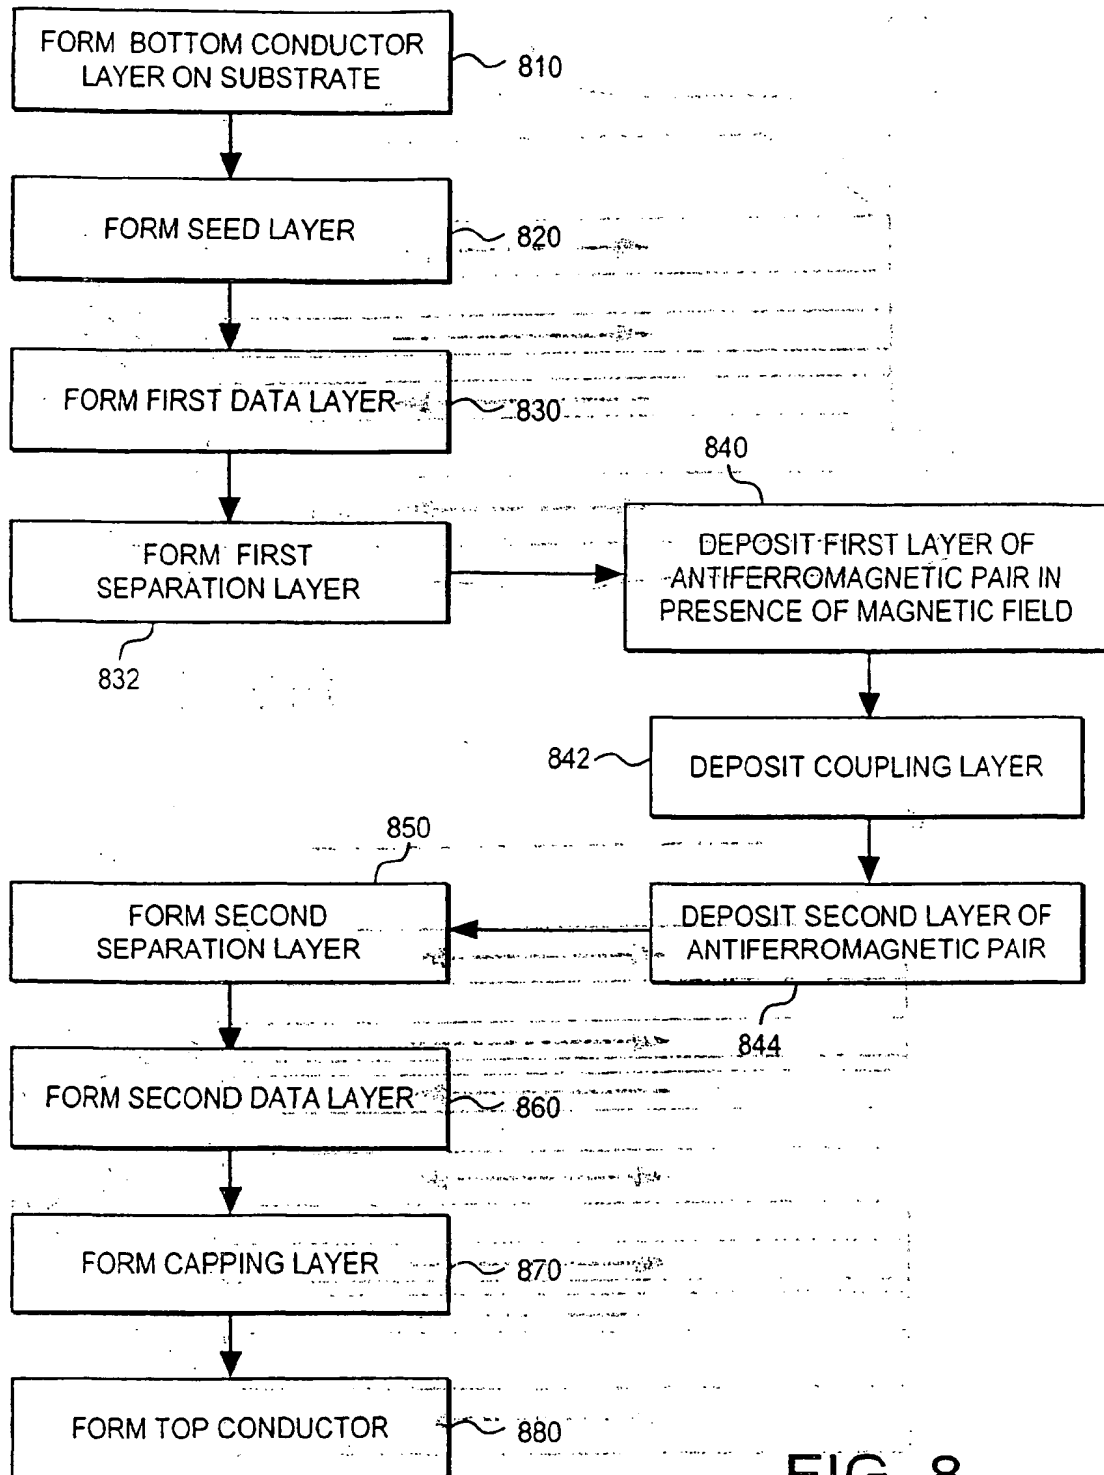 FORM BOTTOM CONDUCTOR
LAYER ON SUBSTRATE
810
FORM SEED LAYER
820
FORM FIRST DATA LAYER
830
FORM FIRST
SEPARATION LAYER
832
840
DEPOSIT FIRST LAYER OF
ANTIFERROMAGNETIC PAIR IN
PRESENCE OF MAGNETIC FIELD
842
DEPOSIT COUPLING LAYER
DEPOSIT SECOND LAYER OF
ANTIFERROMAGNETIC PAIR
844
850
FORM SECOND
SEPARATION LAYER
FORM SECOND DATA LAYER
860
FORM CAPPING LAYER
870
FORM TOP CONDUCTOR
880
FIG. 8